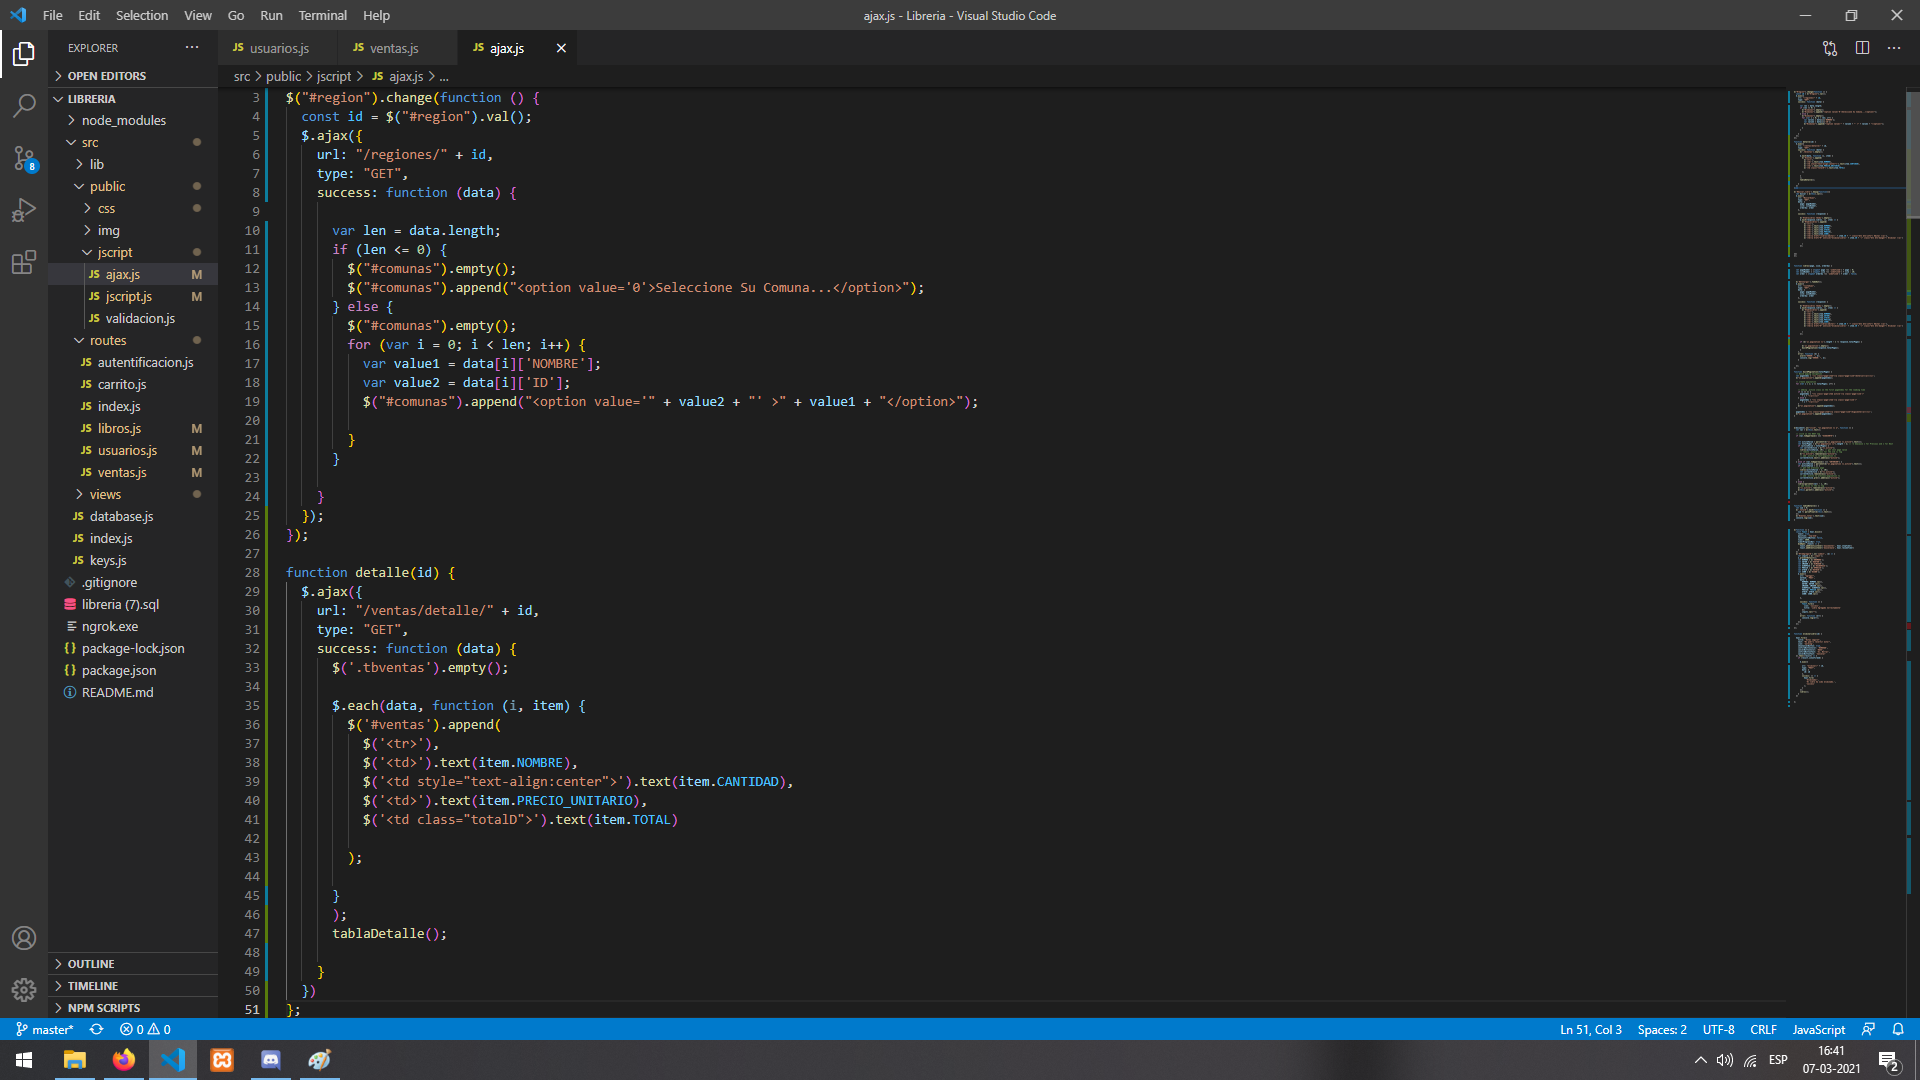 File Edit Selection View Go Run Terminal Help
ajax.js - Libreria - Visual Studio Code
EXPLORER
OPEN EDITORS
LIBRERIA
node_modules
src
lib
public
css
img
jscript
JS ajax.js M
JS jscript.js M
JS validacion.js
routes
JS autentificacion.js
JS carrito.js
JS index.js
JS libros.js M
JS usuarios.js M
JS ventas.js M
views
JS database.js
JS index.js
JS keys.js
.gitignore
libreria (7).sql
ngrok.exe
{} package-lock.json
{} package.json
README.md
OUTLINE
TIMELINE
NPM SCRIPTS
8
JS usuarios.js JS ventas.js JS ajax.js
src > public > jscript > JS ajax.js > ...
3 $("#region").change(function () {
4 const id = $("#region").val();
5 $.ajax({
6 url: "/regiones/" + id,
7 type: "GET",
8 success: function (data) {
9
10 var len = data.length;
11 if (len <= 0) {
12 $("#comunas").empty();
13 $("#comunas").append("<option value='0'>Seleccione Su Comuna...</option>");
14 } else {
15 $("#comunas").empty();
16 for (var i = 0; i < len; i++) {
17 var value1 = data[i]['NOMBRE'];
18 var value2 = data[i]['ID'];
19 $("#comunas").append("<option value='" + value2 + "' >" + value1 + "</option>");
20
21 }
22 }
23
24 }
25 });
26 });
27
28 function detalle(id) {
29 $.ajax({
30 url: "/ventas/detalle/" + id,
31 type: "GET",
32 success: function (data) {
33 $('.tbventas').empty();
34
35 $.each(data, function (i, item) {
36 $('#ventas').append(
37 $('<tr>'),
38 $('<td>').text(item.NOMBRE),
39 $('<td style="text-align:center">').text(item.CANTIDAD),
40 $('<td>').text(item.PRECIO_UNITARIO),
41 $('<td class="totalD">').text(item.TOTAL)
42
43 );
44
45 }
46 );
47 tablaDetalle();
48
49 }
50 })
51 };
master* 0 0
Ln 51, Col 3 Spaces: 2 UTF-8 CRLF JavaScript
ESP
16:41
07-03-2021
2